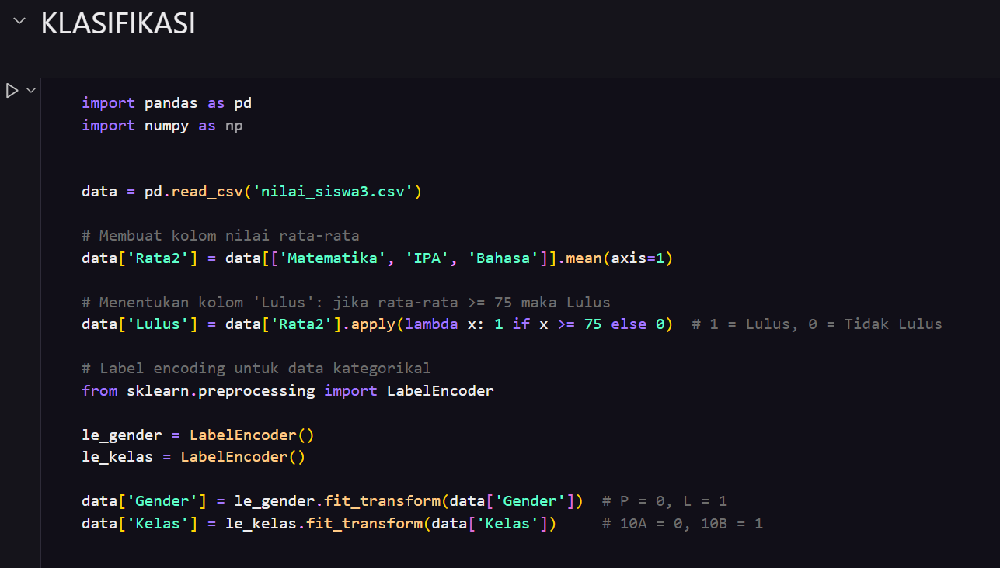 KLASIFIKASI
import pandas as pd
import numpy as np
data = pd.read_csv('nilai_siswa3.csv')
# Membuat kolom nilai rata-rata
data['Rata2'] = data[['Matematika', 'IPA', 'Bahasa']].mean(axis=1)
# Menentukan kolom 'Lulus': jika rata-rata >= 75 maka Lulus
data['Lulus'] = data['Rata2'].apply(lambda x: 1 if x >= 75 else 0)  # 1 = Lulus, 0 = Tidak Lulus
# Label encoding untuk data kategorikal
from sklearn.preprocessing import LabelEncoder
le_gender = LabelEncoder()
le_kelas = LabelEncoder()
data['Gender'] = le_gender.fit_transform(data['Gender'])  # P = 0, L = 1
data['Kelas'] = le_kelas.fit_transform(data['Kelas'])     # 10A = 0, 10B = 1